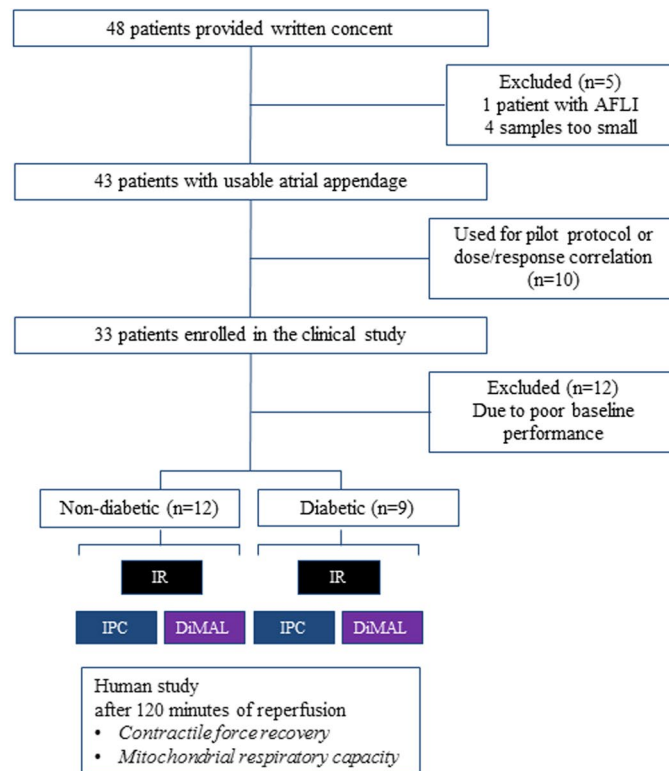 48 patients provided written concent
Excluded (n=5)
1 patient with AFLI
4 samples too small
43 patients with usable atrial appendage
Used for pilot protocol or
dose/response correlation
(n=10)
33 patients enrolled in the clinical study
Excluded (n=12)
Due to poor baseline
performance
Non-diabetic (n=12)
Diabetic (n=9)
IR
IR
IPC
DiMAL
IPC
DiMAL
Human study
after 120 minutes of reperfusion
• Contractile force recovery
• Mitochondrial respiratory capacity